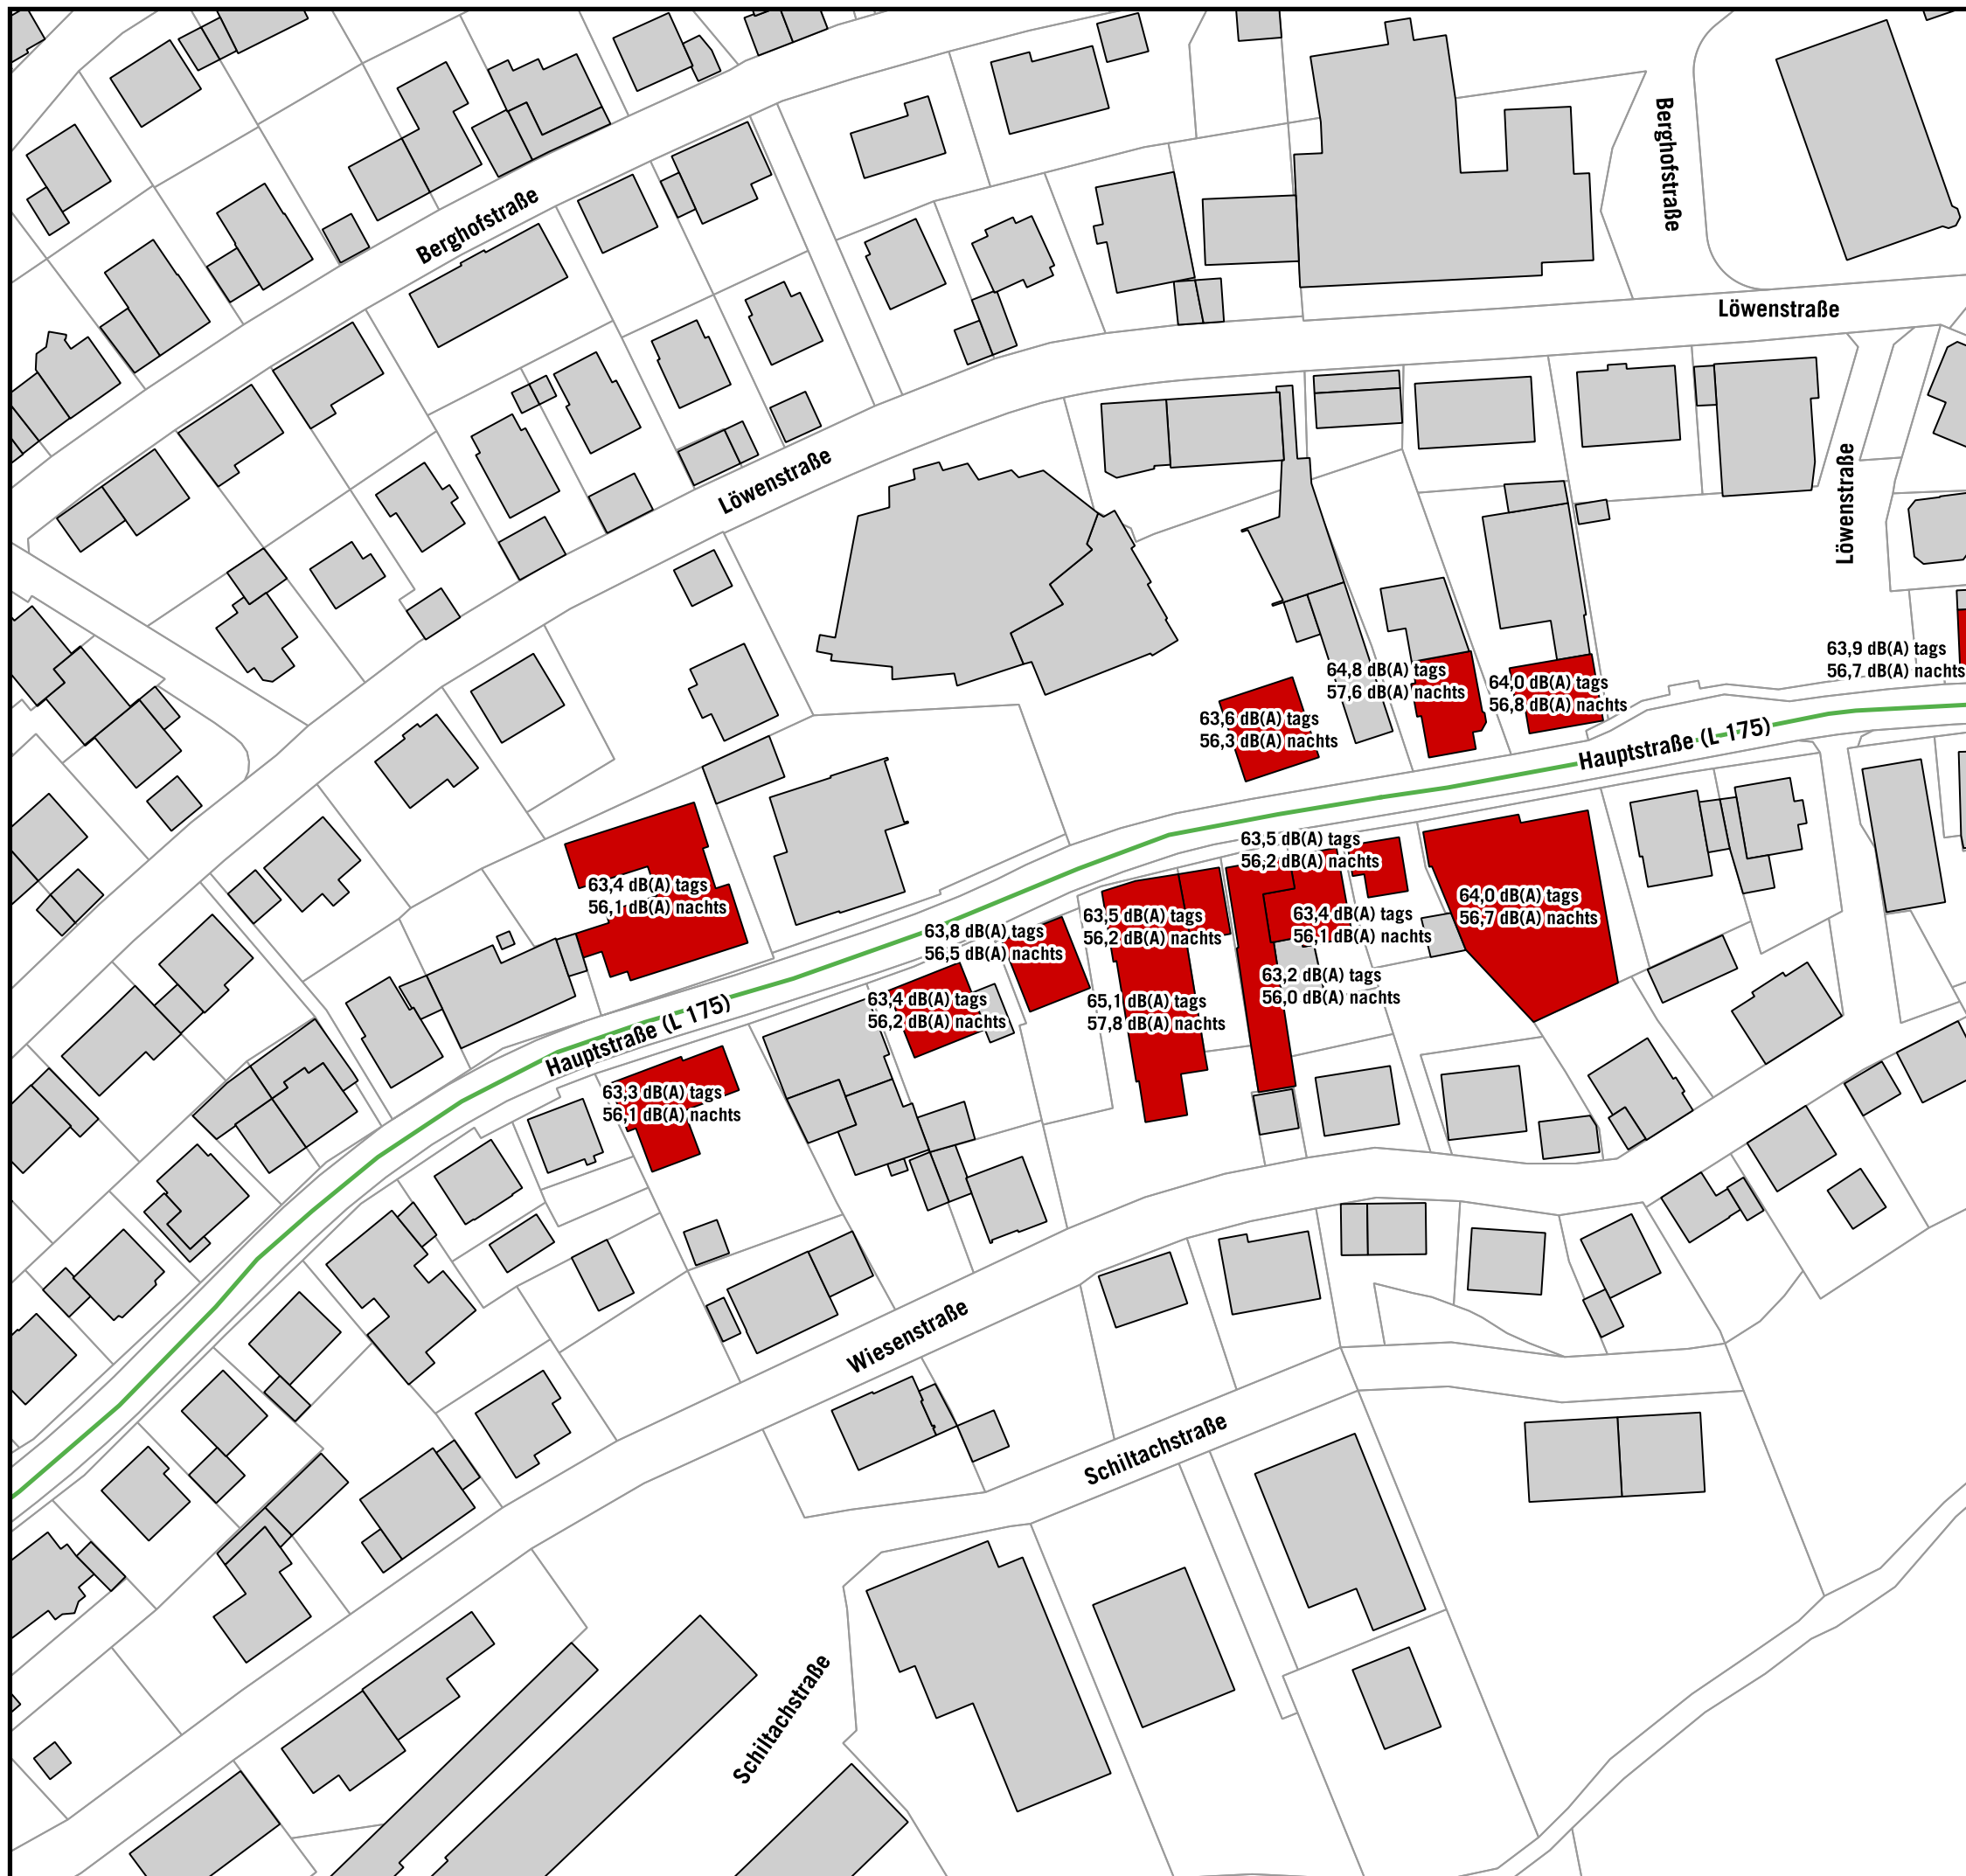 Berghofstraße
Berghofstraße
Löwenstraße
Löwenstraße
Löwenstraße
63,9 dB(A) tags
56,7 dB(A) nachts
64,8 dB(A) tags
57,6 dB(A) nachts
64,0 dB(A) tags
56,8 dB(A) nachts
63,6 dB(A) tags
56,3 dB(A) nachts
Hauptstraße (L 175)
63,5 dB(A) tags
56,2 dB(A) nachts
63,4 dB(A) tags
56,1 dB(A) nachts
64,0 dB(A) tags
56,7 dB(A) nachts
63,5 dB(A) tags
56,2 dB(A) nachts
63,4 dB(A) tags
56,1 dB(A) nachts
63,8 dB(A) tags
56,5 dB(A) nachts
63,2 dB(A) tags
56,0 dB(A) nachts
63,4 dB(A) tags
56,2 dB(A) nachts
65,1 dB(A) tags
57,8 dB(A) nachts
Hauptstraße (L 175)
63,3 dB(A) tags
56,1 dB(A) nachts
Wiesenstraße
Schiltachstraße
Schiltachstraße